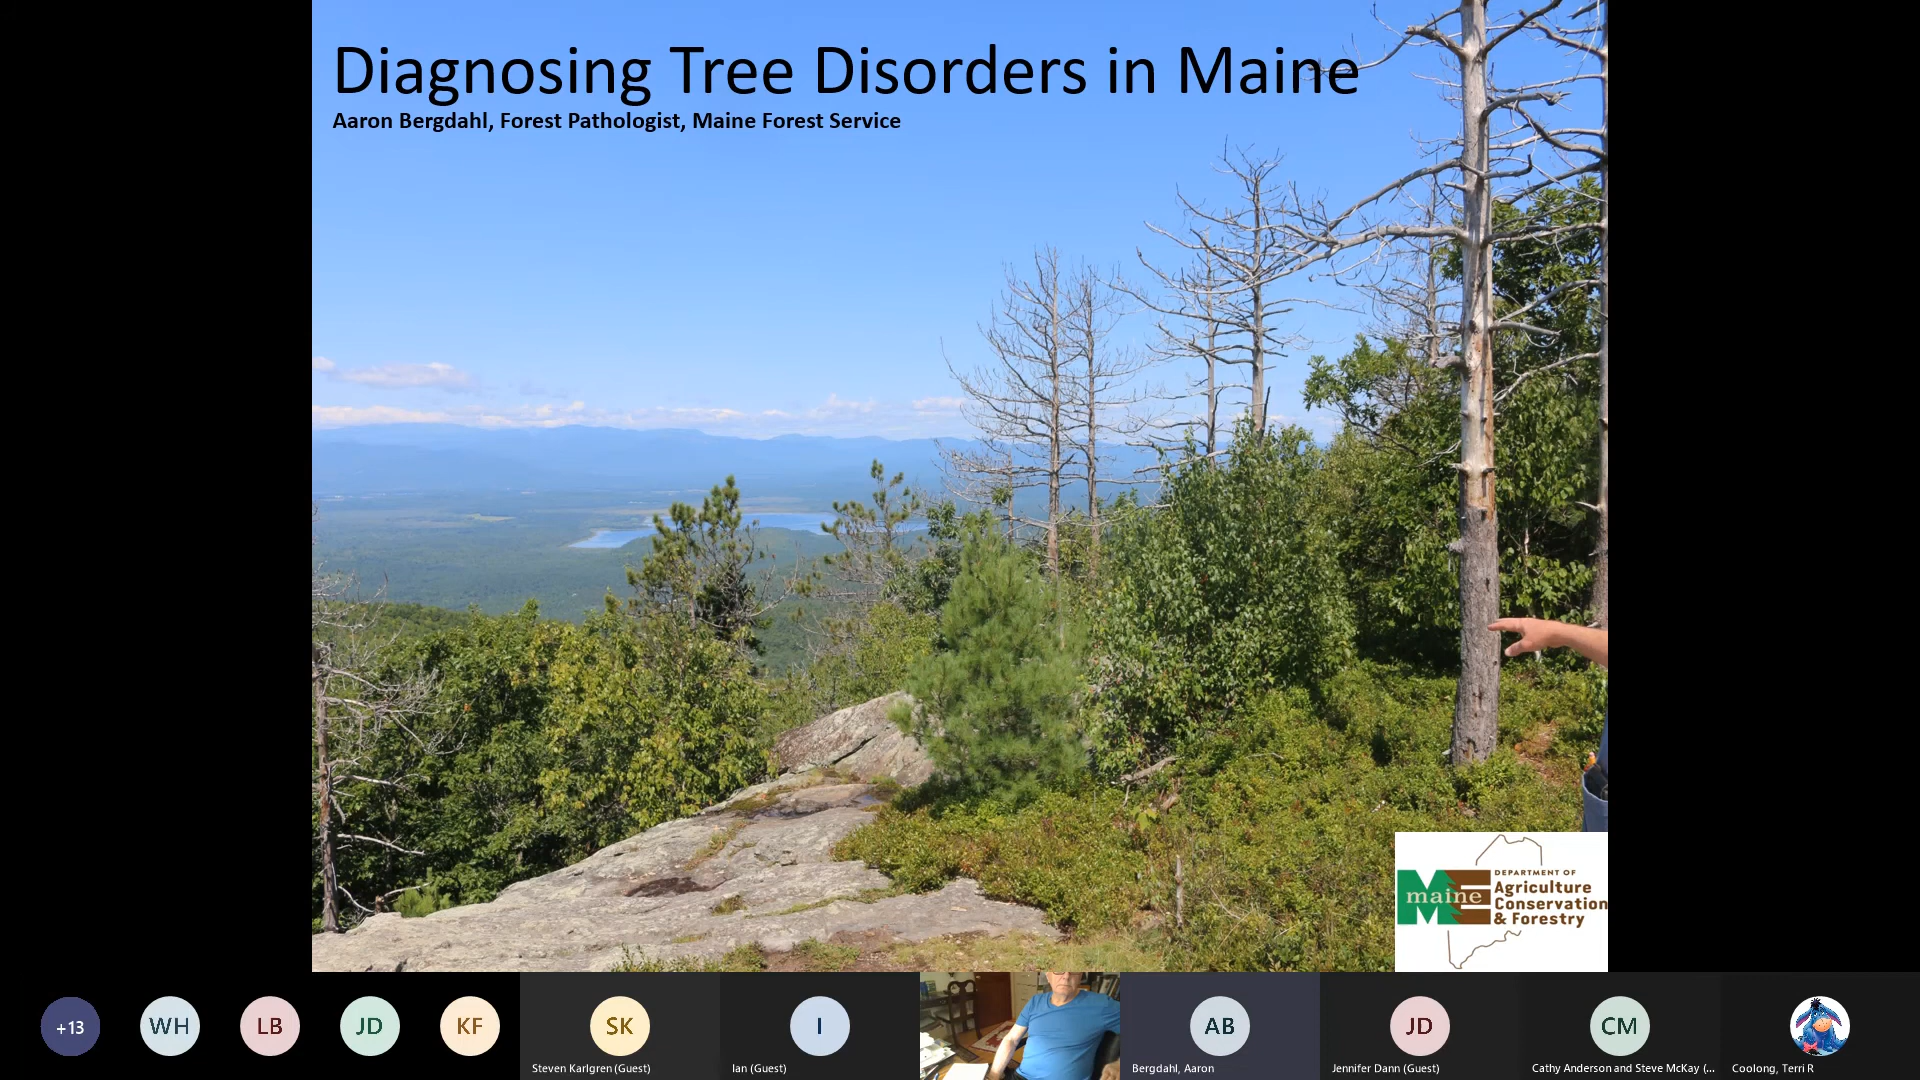 Diagnosing Tree Disorders in Maine
Aaron Bergdahl, Forest Pathologist, Maine Forest Service
maine
DEPARTMENT OF
Agriculture
Conservation
& Forestry
+13
WH
LB
JD
KF
SK
Steven Karlgren (Guest)
I
Ian (Guest)
AB
Bergdahl, Aaron
JD
Jennifer Dann (Guest)
CM
Cathy Anderson and Steve McKay (...
Coolong, Terri R